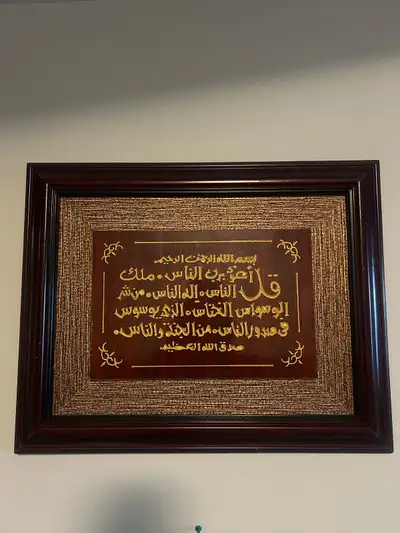 بسم الله الرحمن الرحيم
قل أعوذ برب الناس • ملك
الناس • اله الناس • من شر
الوسواس الخناس • الذي يوسوس
في صدور الناس • من الجنة والناس •
صدق الله العظيم